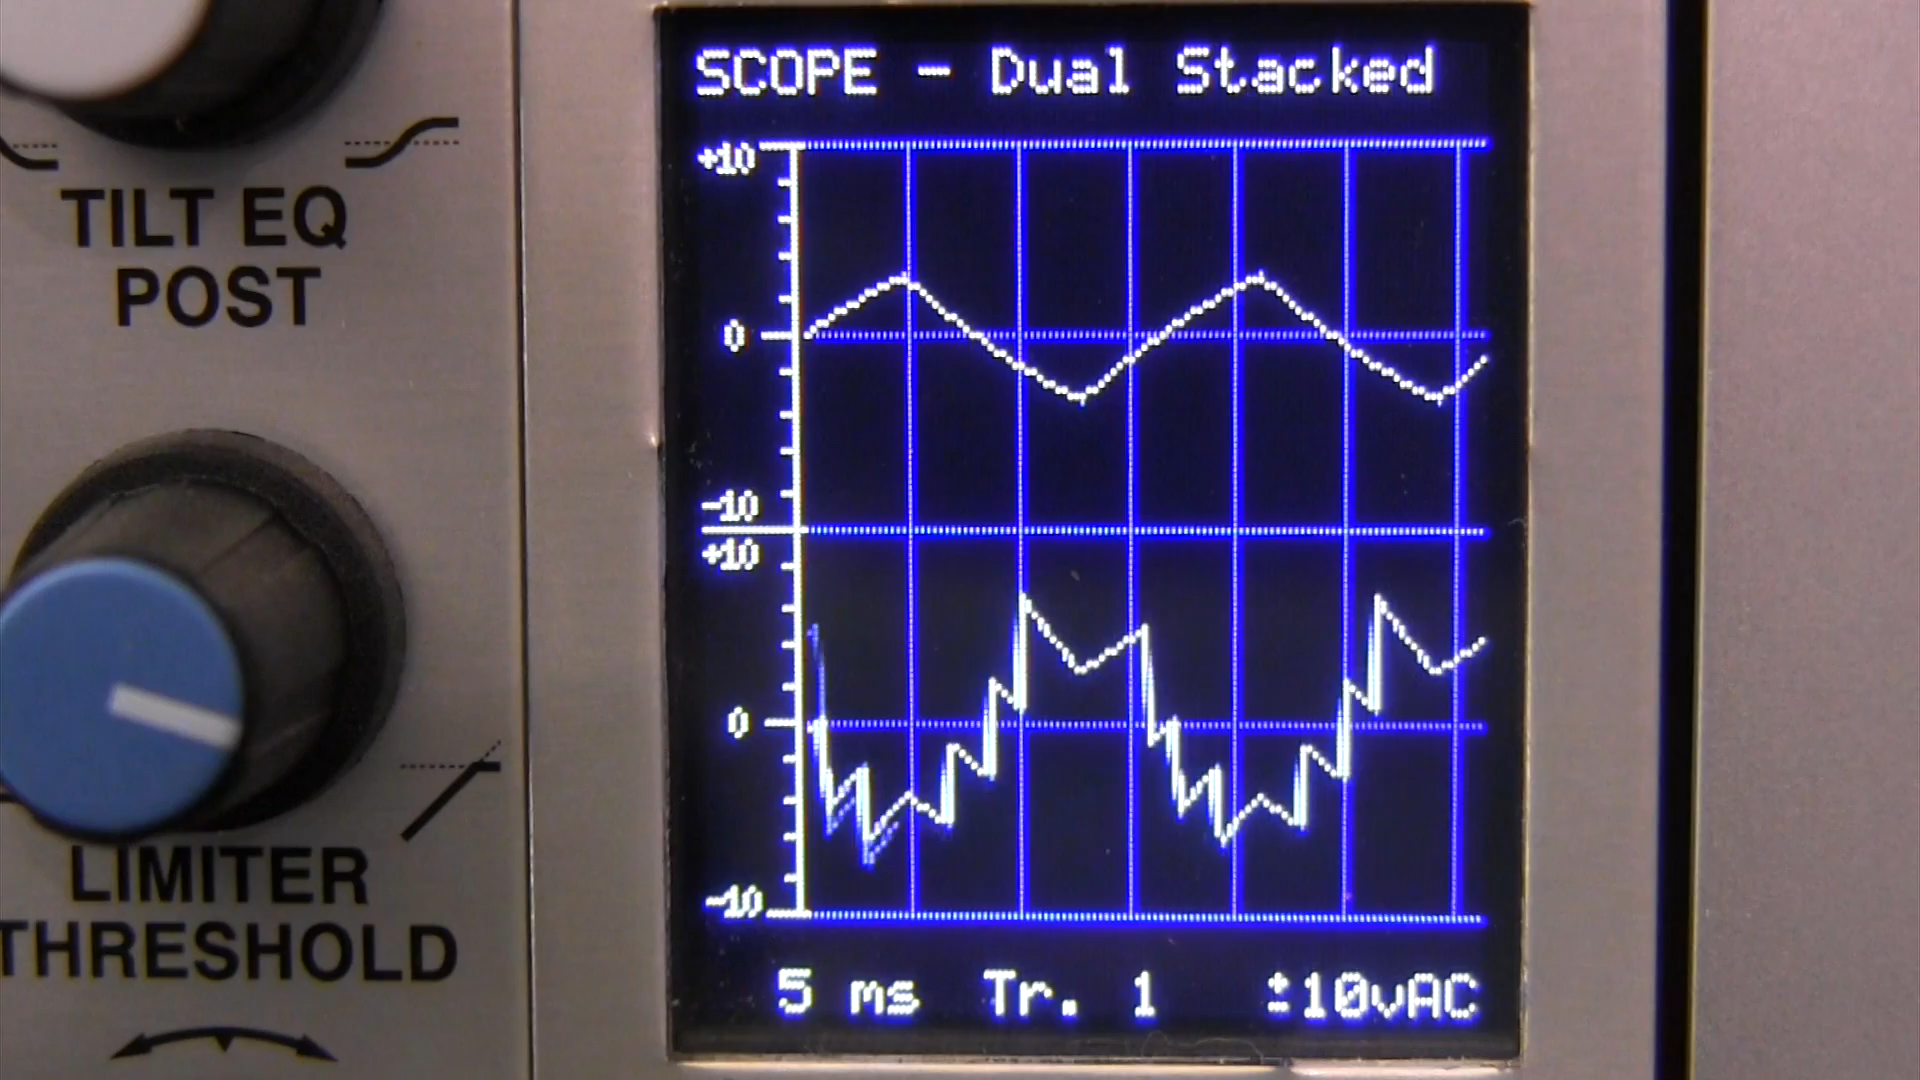 TILT EQ
POST
LIMITER
THRESHOLD
SCOPE - Dual Stacked
+10
0
-10
+10
0
-10
5 ms Tr. 1 ±10vAC